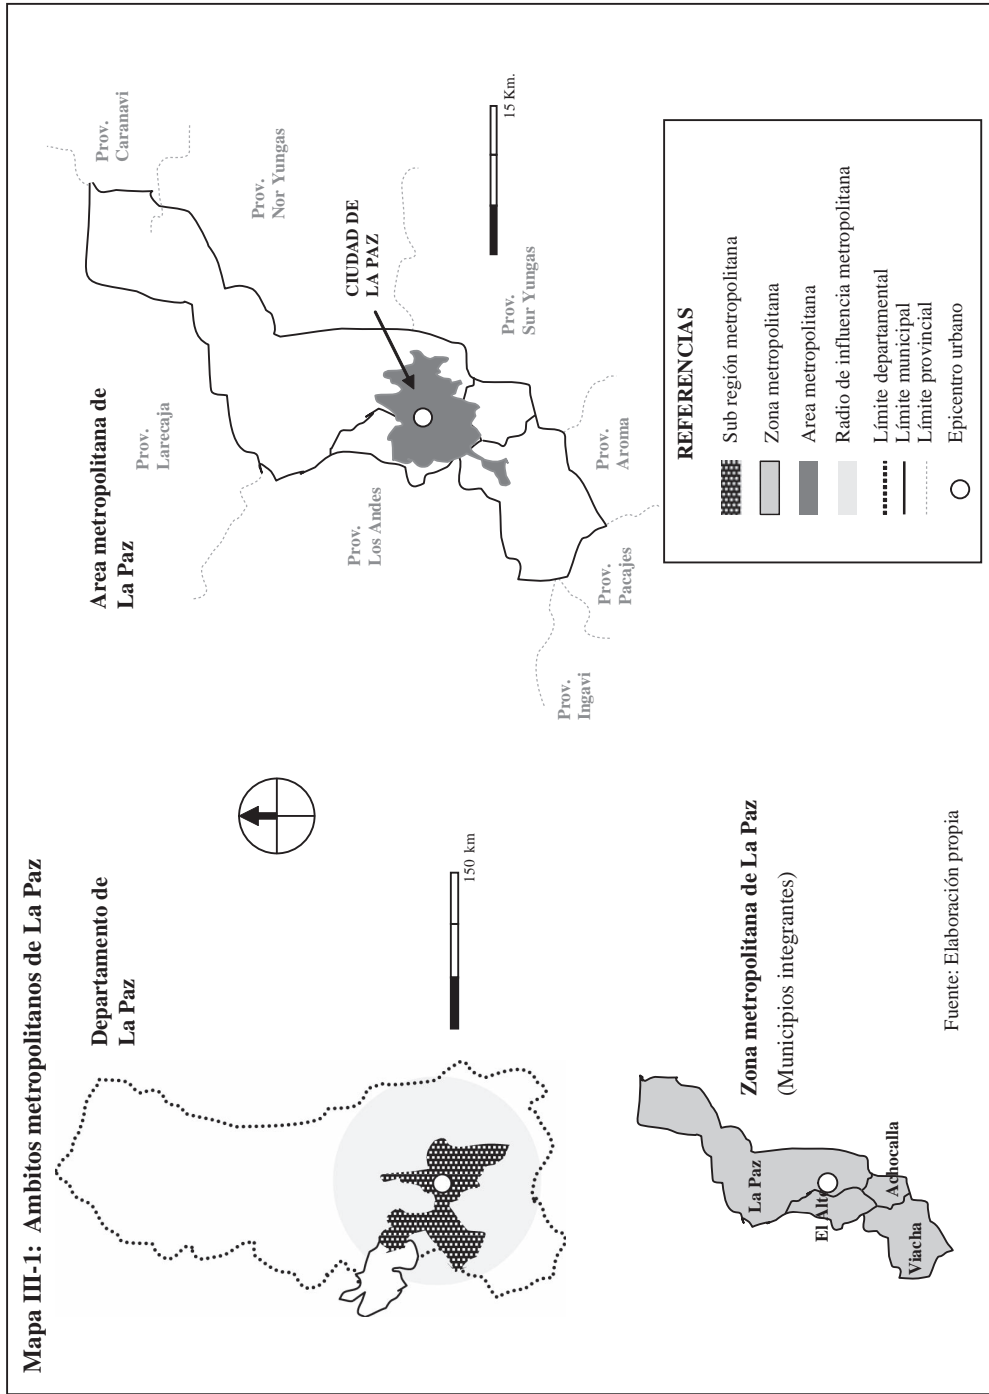 Mapa III-1: Ambitos metropolitanos de La Paz
Departamento de
La Paz
150 km
Area metropolitana de
La Paz
Prov.
Caranavi
Prov.
Larecaja
Prov.
Nor Yungas
CIUDAD DE
LA PAZ
Prov.
Los Andes
Prov.
Sur Yungas
15 Km.
Prov.
Ingavi
Prov.
Pacajes
Prov.
Aroma
Zona metropolitana de La Paz
(Municipios integrantes)
La Paz
El Alto
Achocalla
Viacha
Fuente: Elaboración propia
REFERENCIAS
Sub región metropolitana
Zona metropolitana
Area metropolitana
Radio de influencia metropolitana
Límite departamental
Límite municipal
Límite provincial
Epicentro urbano